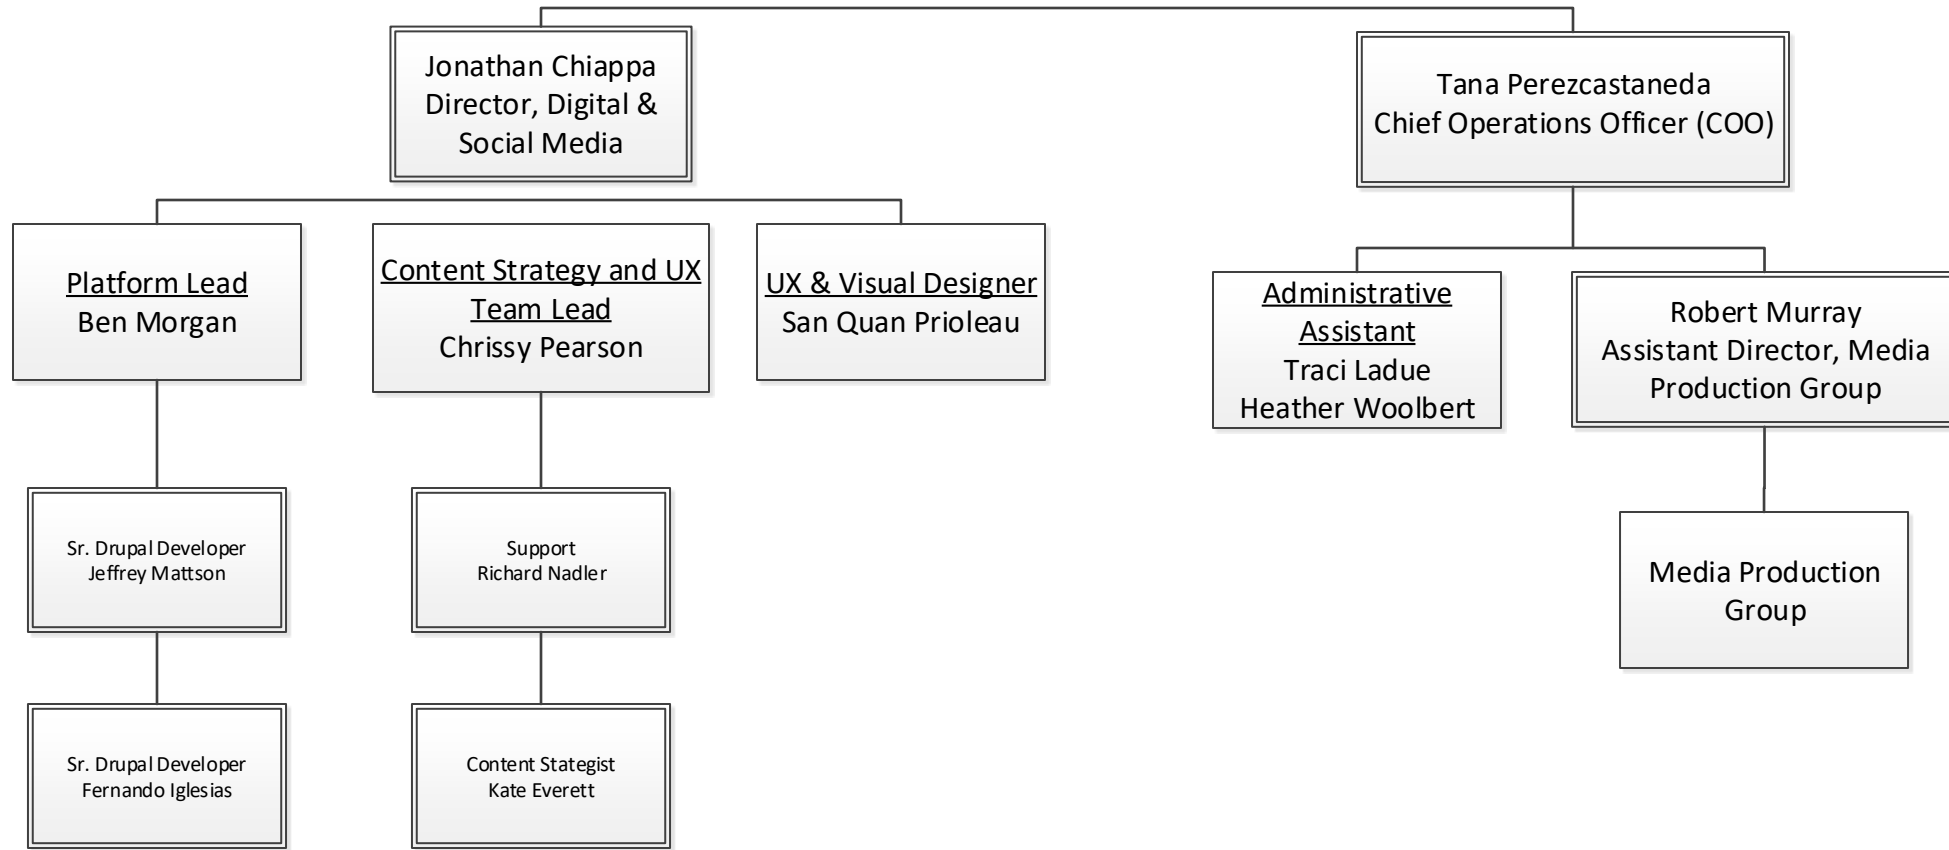 Jonathan Chiappa
Director, Digital &
Social Media
Tana Perezcastaneda
Chief Operations Officer (COO)
Platform Lead
Ben Morgan
Content Strategy and UX
Team Lead
Chrissy Pearson
UX & Visual Designer
San Quan Prioleau
Administrative
Assistant
Traci Ladue
Heather Woolbert
Robert Murray
Assistant Director, Media
Production Group
Sr. Drupal Developer
Jeffrey Mattson
Support
Richard Nadler
Media Production
Group
Sr. Drupal Developer
Fernando Iglesias
Content Stategist
Kate Everett